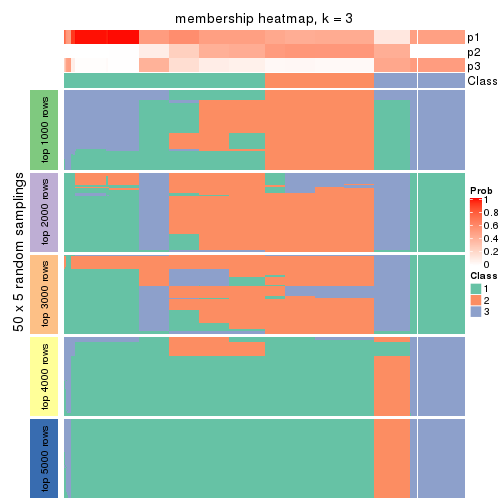 membership heatmap, k = 3
p1
p2
p3
Class
50 x 5 random samplings
top 1000 rows
top 2000 rows
top 3000 rows
top 4000 rows
top 5000 rows
Prob
1
0.8
0.6
0.4
0.2
0
Class
1
2
3